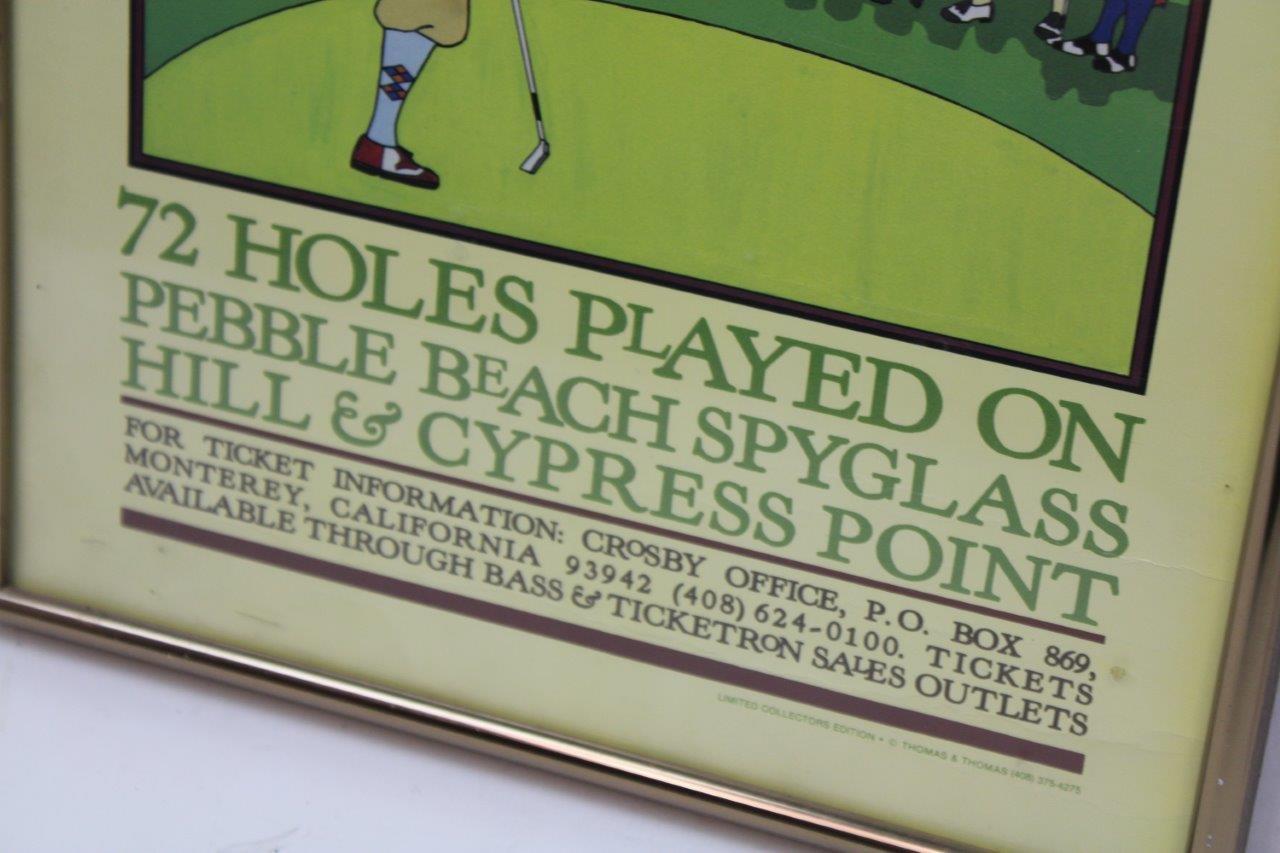 72 HOLES PLAYED ON
PEBBLE BEACH SPYGLASS
HILL & CYPRESS POINT
FOR TICKET INFORMATION: CROSBY OFFICE, P.O. BOX 869,
MONTEREY, CALIFORNIA 93942 (408) 624-0100. TICKETS
AVAILABLE THROUGH BASS & TICKETRON SALES OUTLETS
LIMITED COLLECTORS EDITION • © THOMAS & THOMAS (408) 375-4275